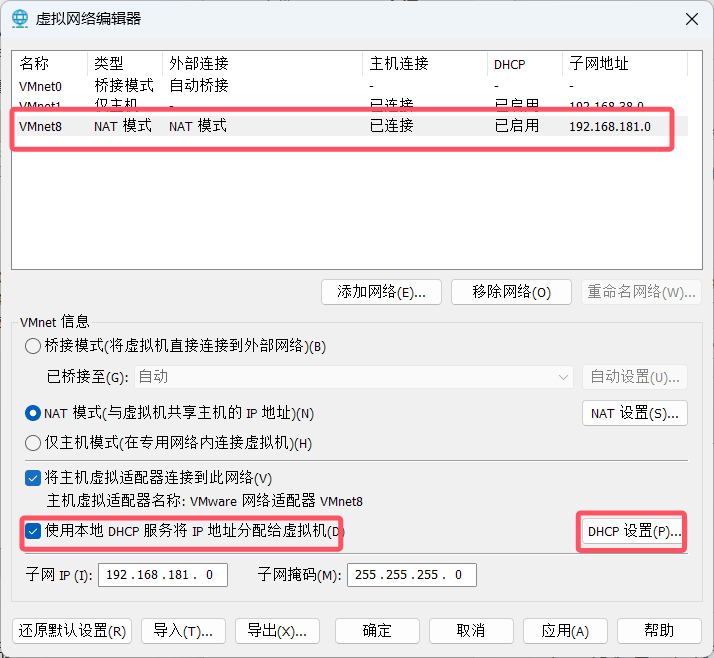 虚拟网络编辑器
名称 类型 外部连接 主机连接 DHCP 子网地址
VMnet0 桥接模式 自动桥接 - - -
VMnet1 仅主机... - 已连接 已启用 192.168.38.0
VMnet8 NAT 模式 NAT 模式 已连接 已启用 192.168.181.0
添加网络(E)... 移除网络(O) 重命名网络(W)...
VMnet 信息
桥接模式(将虚拟机直接连接到外部网络)(B)
已桥接至(G): 自动 自动设置(U)...
NAT 模式(与虚拟机共享主机的 IP 地址)(N) NAT 设置(S)...
仅主机模式(在专用网络内连接虚拟机)(H)
将主机虚拟适配器连接到此网络(V)
主机虚拟适配器名称: VMware 网络适配器 VMnet8
使用本地 DHCP 服务将 IP 地址分配给虚拟机(D) DHCP 设置(P)...
子网 IP (I): 192.168.181. 0 子网掩码(M): 255.255.255. 0
还原默认设置(R) 导入(T)... 导出(X)... 确定 取消 应用(A) 帮助